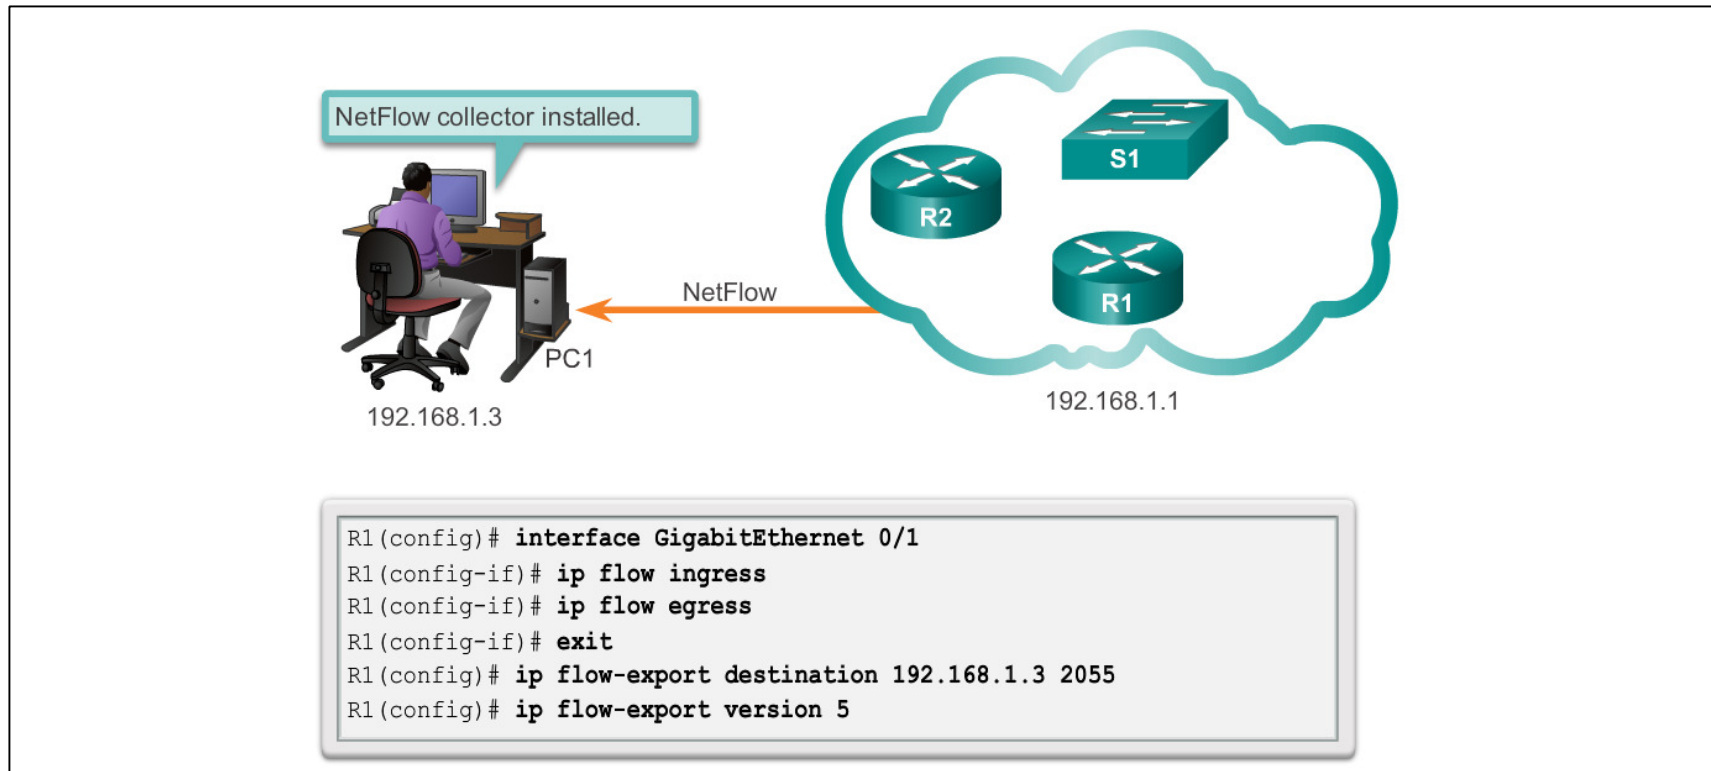 NetFlow collector installed.
S1
R2
R1
NetFlow
PC1
192.168.1.3
192.168.1.1
R1(config)# interface GigabitEthernet 0/1
R1(config-if)# ip flow ingress
R1(config-if)# ip flow egress
R1(config-if)# exit
R1(config)# ip flow-export destination 192.168.1.3 2055
R1(config)# ip flow-export version 5